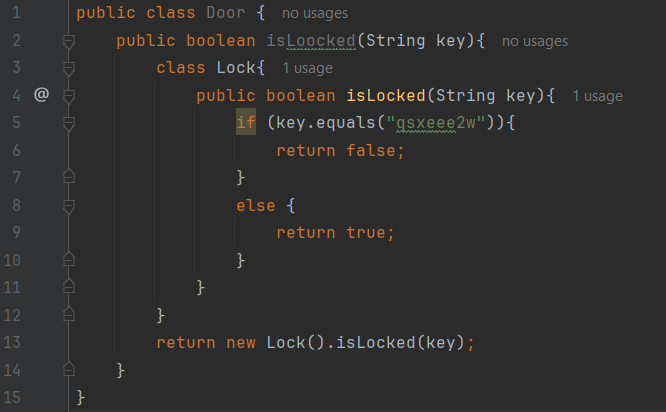 1 public class Door { no usages
2 public boolean isLoocked(String key){ no usages
3 class Lock{ 1 usage
4 @ public boolean isLocked(String key){ 1 usage
5 if (key.equals("qsxeee2w")){
6 return false;
7 }
8 else {
9 return true;
10 }
11 }
12 }
13 return new Lock().isLocked(key);
14 }
15 }